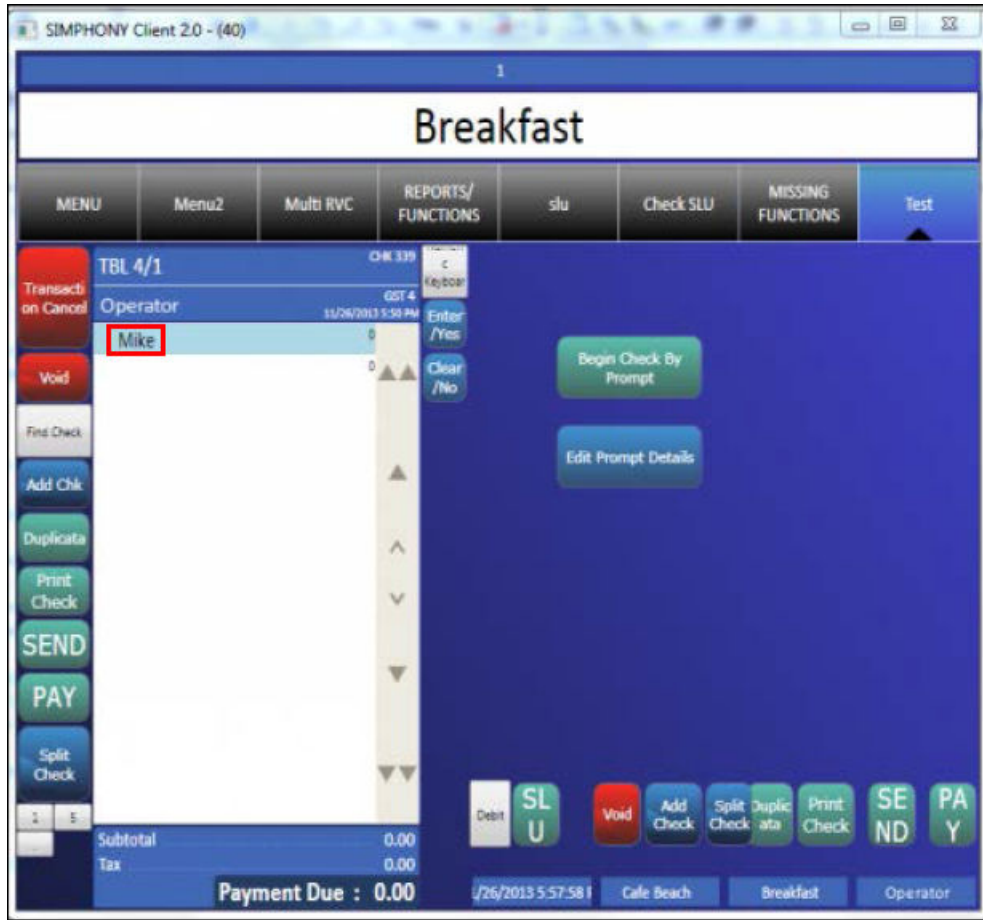 SIMPHONY Client 2.0 - (40)
1
Breakfast
MENU
Menu2
Multi RVC
REPORTS/
FUNCTIONS
slu
Check SLU
MISSING
FUNCTIONS
Test
Transacti
on Cancel
Void
Find Check
Add Chk
Duplicata
Print
Check
SEND
PAY
Split
Check
1 5
TBL 4/1
CHK 339
Operator
GST 4
11/26/2013 5:50 PM
Mike
0
0
Subtotal 0.00
Tax 0.00
Payment Due : 0.00
c
Keyboar
Enter
/Yes
Clear
/No
Begin Check By
Prompt
Edit Prompt Details
Debit
SL
U
Void
Add
Check
Split
Check
Duplic
ata
Print
Check
SE
ND
PA
Y
/26/2013 5:57:58 P
Cafe Beach
Breakfast
Operator